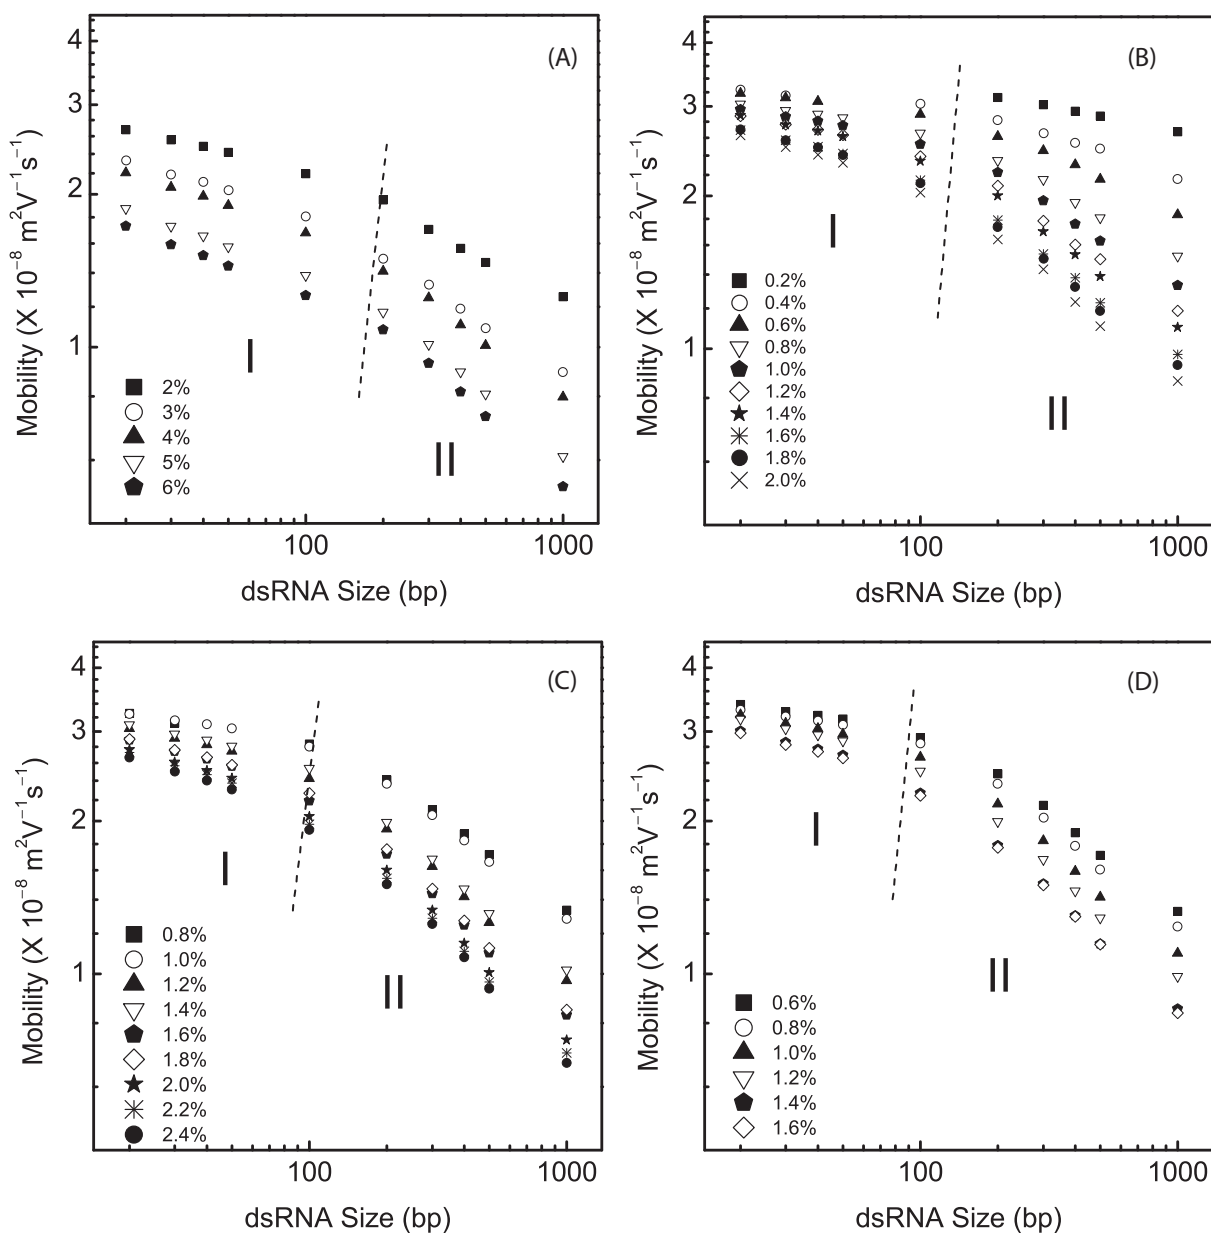 (A)
4
3
2
1
Mobility (X 10⁻⁸ m²V⁻¹s⁻¹)
I
II
2%
3%
4%
5%
6%
100
1000
dsRNA Size (bp)
(B)
4
3
2
1
Mobility (X 10⁻⁸ m²V⁻¹s⁻¹)
I
II
0.2%
0.4%
0.6%
0.8%
1.0%
1.2%
1.4%
1.6%
1.8%
2.0%
100
1000
dsRNA Size (bp)
(C)
4
3
2
1
Mobility (X 10⁻⁸ m²V⁻¹s⁻¹)
I
II
0.8%
1.0%
1.2%
1.4%
1.6%
1.8%
2.0%
2.2%
2.4%
100
1000
dsRNA Size (bp)
(D)
4
3
2
1
Mobility (X 10⁻⁸ m²V⁻¹s⁻¹)
I
II
0.6%
0.8%
1.0%
1.2%
1.4%
1.6%
100
1000
dsRNA Size (bp)